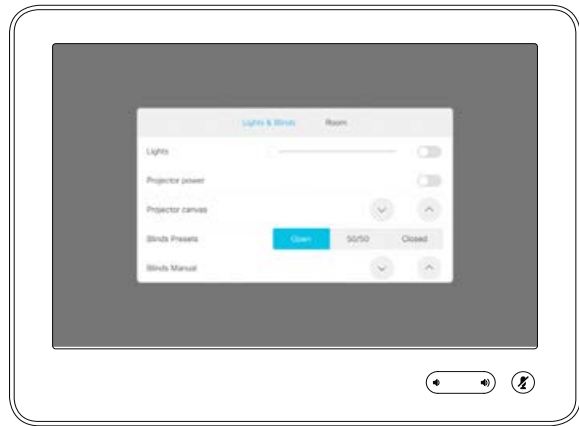 Lights & Blinds Room
Lights
Projector power
Projector canvas
Blinds Presets Open 50/50 Closed
Blinds Manual